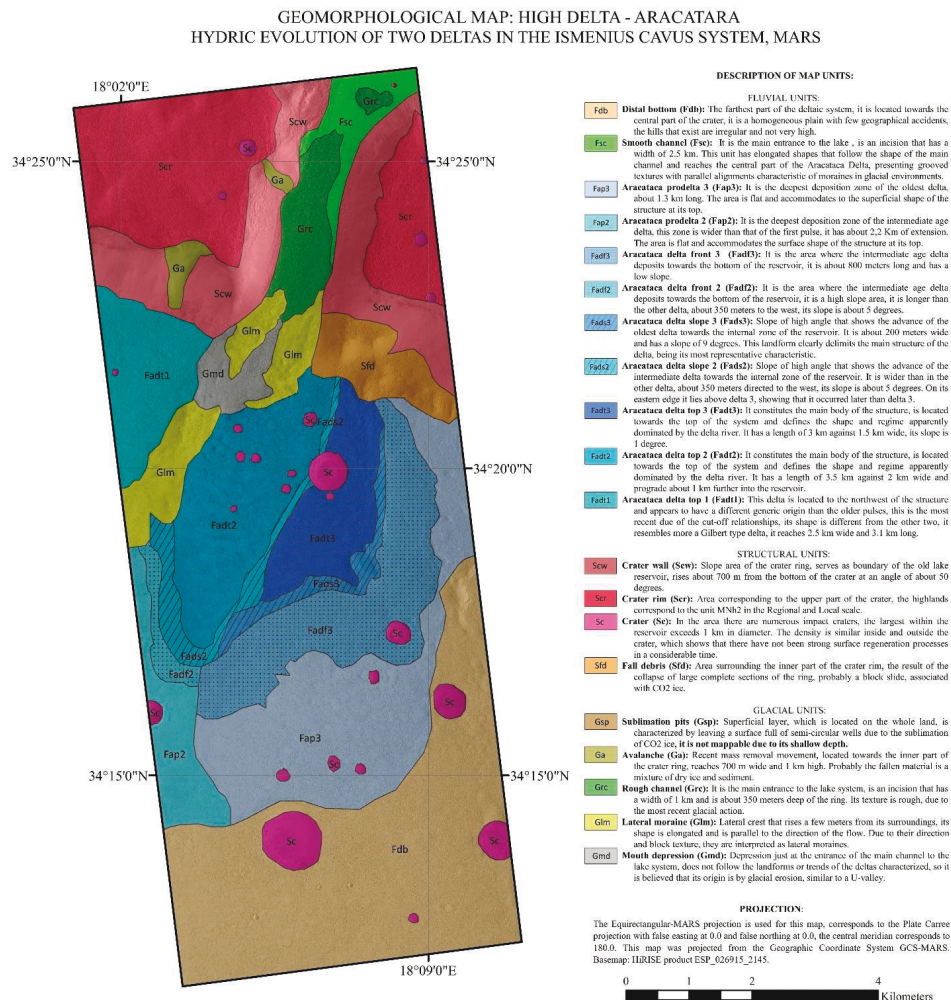 GEOMORPHOLOGICAL MAP: HIGH DELTA - ARACATARA
HYDRIC EVOLUTION OF TWO DELTAS IN THE ISMENIUS CAVUS SYSTEM, MARS
18°02'0"E
34°25'0"N
34°25'0"N
Grc
Scw
Fsc
Sc
Scr
Ga
Scr
Grc
Ga
Scw
Scw
Glm
Glm
Gmd
Sfd
Fadt1
Sc
Fads2
Glm
Sc
34°20'0"N
Fadt2
Fadt3
Fads3
Fadf3
Sc
Fads2
Fadf2
Sc
Sc
Fap2
Fap3
Sc
34°15'0"N
34°15'0"N
Sc
Sc
Fdb
18°09'0"E
DESCRIPTION OF MAP UNITS:
FLUVIAL UNITS:
Fdb
Distal bottom (Fdb): The farthest part of the deltaic system, it is located towards the
central part of the crater, it is a homogeneous plain with few geographical accidents,
the hills that exist are irregular and not very high.
Fsc
Smooth channel (Fsc): It is the main entrance to the lake , is an incision that has a
width of 2.5 km. This unit has elongated shapes that follow the shape of the main
channel and reaches the central part of the Aracataca Delta, presenting grooved
textures with parallel alignments characteristic of moraines in glacial environments.
Fap3
Aracataca prodelta 3 (Fap3): It is the deepest deposition zone of the oldest delta,
about 1.3 km long. The area is flat and accommodates to the superficial shape of the
structure at its top.
Fap2
Aracataca prodelta 2 (Fap2): It is the deepest deposition zone of the intermediate age
delta, this zone is wider than that of the first pulse, it has about 2,2 Km of extension.
The area is flat and accommodates the surface shape of the structure at its top.
Fadf3
Aracataca delta front 3 (Fadf3): It is the area where the intermediate age delta
deposits towards the bottom of the reservoir, it is about 800 meters long and has a
low slope.
Fadf2
Aracataca delta front 2 (Fadf2): It is the area where the intermediate age delta
deposits towards the bottom of the reservoir, it is a high slope area, it is longer than
the other delta, about 350 meters to the west, its slope is about 5 degrees.
Fads3
Aracataca delta slope 3 (Fads3): Slope of high angle that shows the advance of the
oldest delta towards the internal zone of the reservoir. It is about 200 meters wide
and has a slope of 9 degrees. This landform clearly delimits the main structure of the
delta, being its most representative characteristic.
Fads2
Aracataca delta slope 2 (Fads2): Slope of high angle that shows the advance of the
intermediate delta towards the internal zone of the reservoir. It is wider than in the
other delta, about 350 meters directed to the west, its slope is about 5 degrees. On its
eastern edge it lies above delta 3, showing that it occurred later than delta 3.
Fadt3
Aracataca delta top 3 (Fadt3): It constitutes the main body of the structure, is located
towards the top of the system and defines the shape and regime apparently
dominated by the delta river. It has a length of 3 km against 1.5 km wide, its slope is
1 degree.
Fadt2
Aracataca delta top 2 (Fadt2): It constitutes the main body of the structure, is located
towards the top of the system and defines the shape and regime apparently
dominated by the delta river. It has a length of 3.5 km against 2 km wide and
prograde about 1 km further into the reservoir.
Fadt1
Aracataca delta top 1 (Fadt1): This delta is located to the northwest of the structure
and appears to have a different generic origin than the older pulses, this is the most
recent due of the cut-off relationships, its shape is different from the other two, it
resembles more a Gilbert type delta, it reaches 2.5 km wide and 3.1 km long.
STRUCTURAL UNITS:
Scw
Crater wall (Scw): Slope area of the crater ring, serves as boundary of the old lake
reservoir, rises about 700 m from the bottom of the crater at an angle of about 50
degrees.
Scr
Crater rim (Scr): Area corresponding to the upper part of the crater, the highlands
correspond to the unit MNh2 in the Regional and Local scale.
Sc
Crater (Sc): In the area there are numerous impact craters, the largest within the
reservoir exceeds 1 km in diameter. The density is similar inside and outside the
crater, which shows that there have not been strong surface regeneration processes
in a considerable time.
Sfd
Fall debris (Sfd): Area surrounding the inner part of the crater rim, the result of the
collapse of large complete sections of the ring, probably a block slide, associated
with CO2 ice.
GLACIAL UNITS:
Gsp
Sublimation pits (Gsp): Superficial layer, which is located on the whole land, is
characterized by leaving a surface full of semi-circular wells due to the sublimation
of CO2 ice, it is not mappable due to its shallow depth.
Ga
Avalanche (Ga): Recent mass removal movement, located towards the inner part of
the crater ring, reaches 700 m wide and 1 km high. Probably the fallen material is a
mixture of dry ice and sediment.
Grc
Rough channel (Grc): It is the main entrance to the lake system, is an incision that has
a width of 1 km and is about 350 meters deep of the ring. Its texture is rough, due to
the most recent glacial action.
Glm
Lateral moraine (Glm): Lateral crest that rises a few meters from its surroundings, its
shape is elongated and is parallel to the direction of the flow. Due to their direction
and block texture, they are interpreted as lateral moraines.
Gmd
Mouth depression (Gmd): Depression just at the entrance of the main channel to the
lake system, does not follow the landforms or trends of the deltas characterized, so it
is believed that its origin is by glacial erosion, similar to a U-valley.
PROJECTION:
The Equirectangular-MARS projection is used for this map, corresponds to the Plate Carree
projection with false easting at 0.0 and false northing at 0.0, the central meridian corresponds to
180.0. This map was projected from the Geographic Coordinate System GCS-MARS.
Basemap: HiRISE product ESP_026915_2145.
0 1 2 4
Kilometers